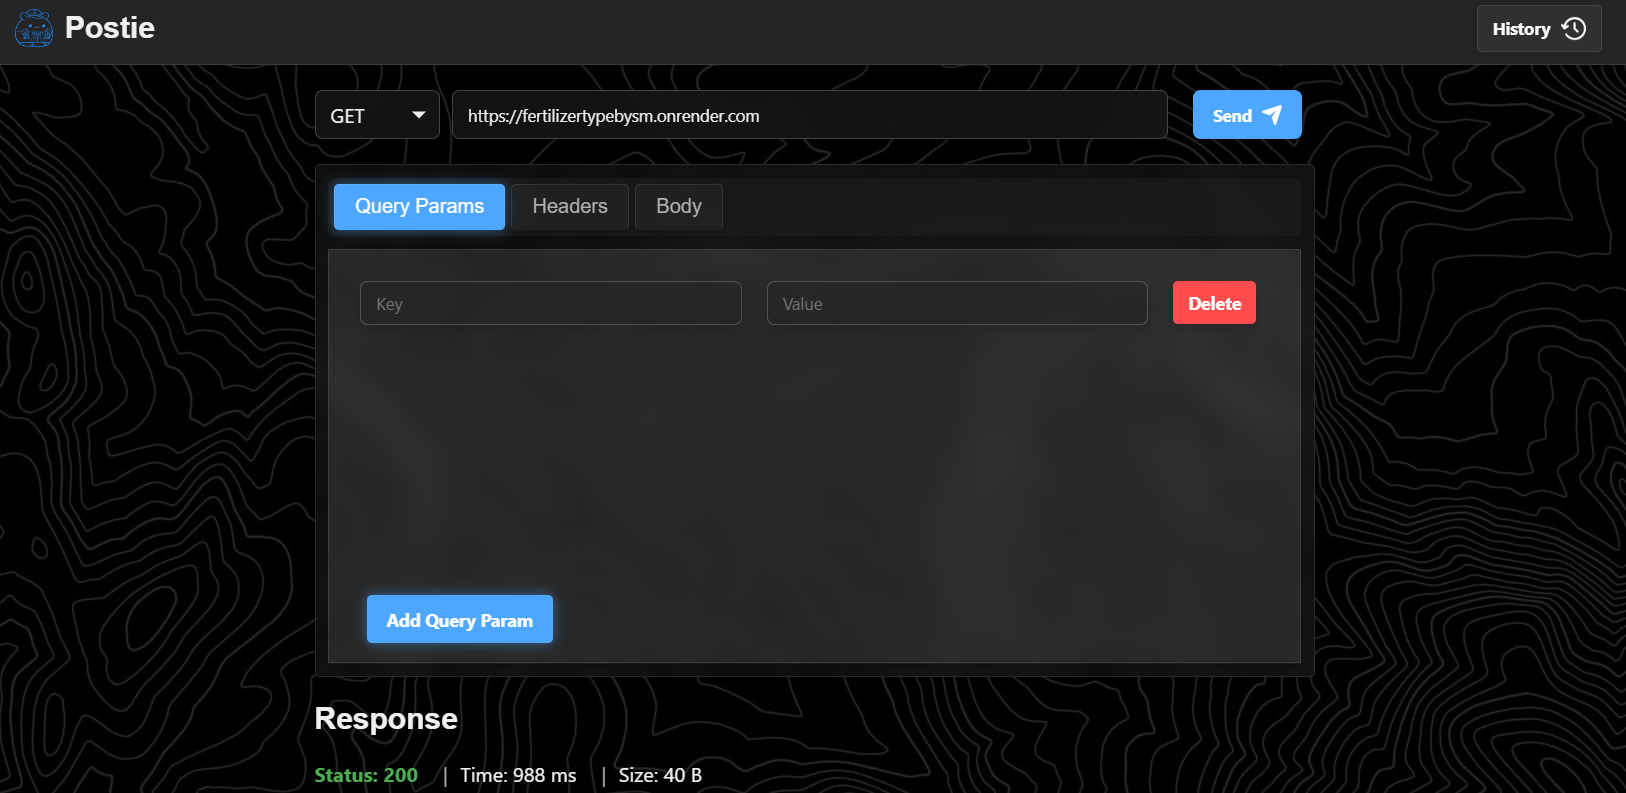 Postie
History
GET
https://fertilizertypebysm.onrender.com
Send
Query Params
Headers
Body
Key
Value
Delete
Add Query Param
Response
Status: 200 | Time: 988 ms | Size: 40 B